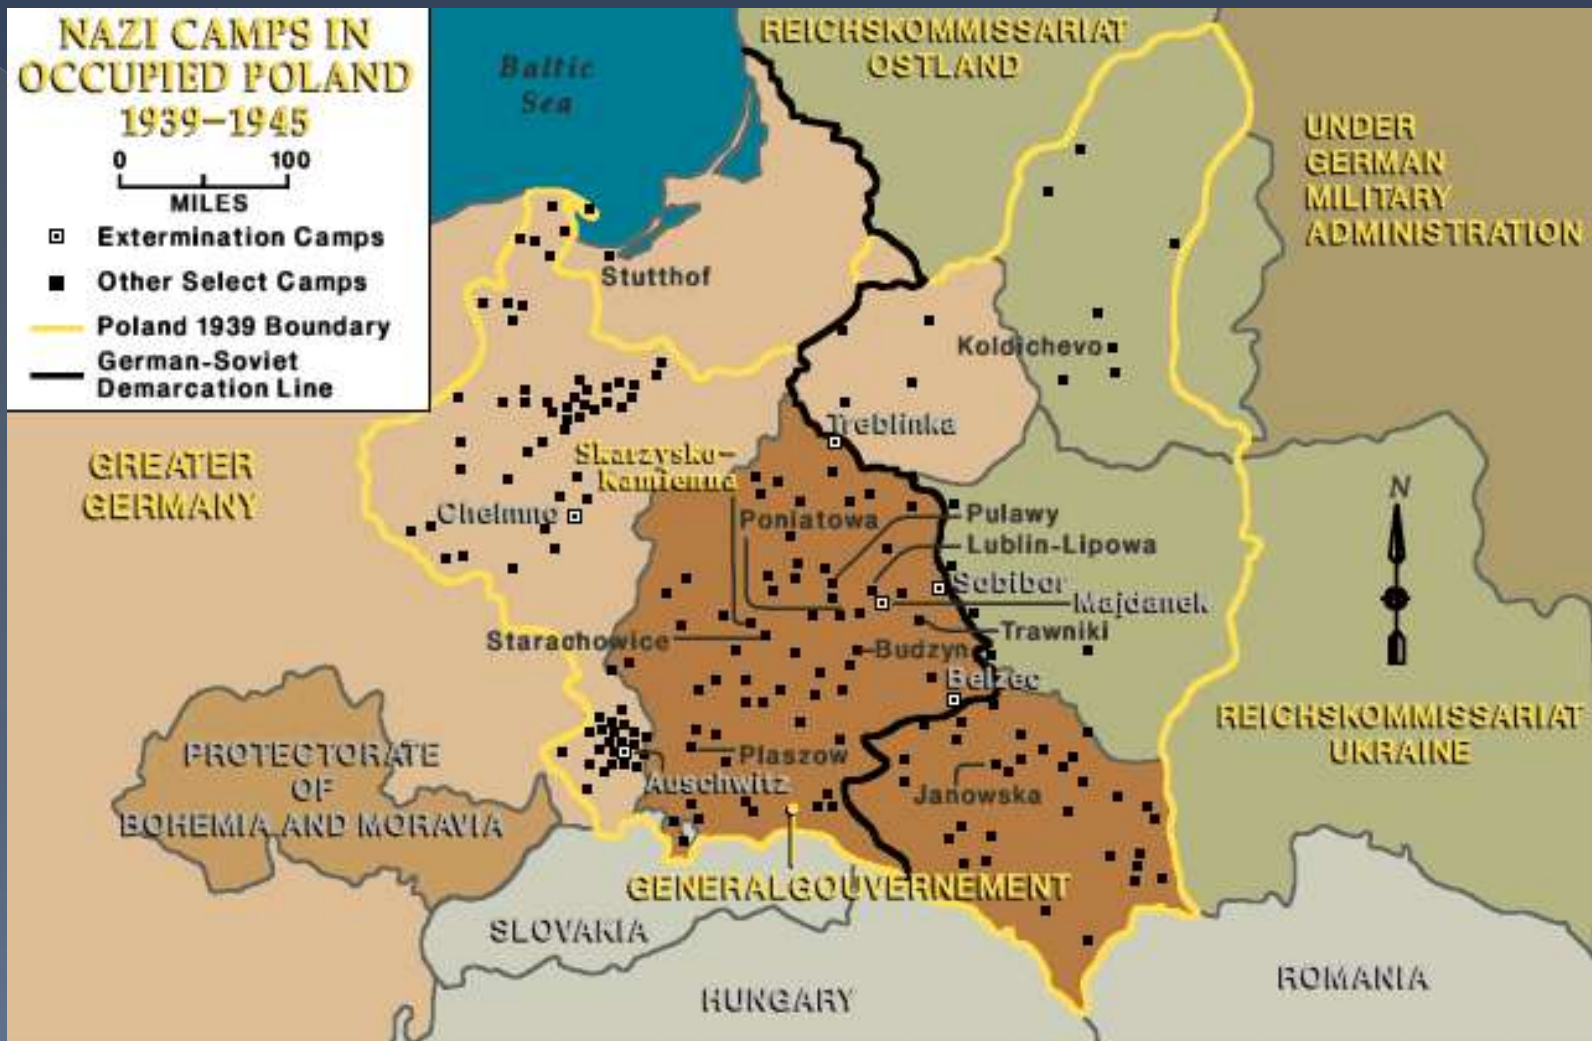 NAZI CAMPS IN
OCCUPIED POLAND
1939–1945
0 100
MILES
Extermination Camps
Other Select Camps
Poland 1939 Boundary
German-Soviet
Demarcation Line
Baltic
Sea
REICHSKOMMISSARIAT
OSTLAND
UNDER
GERMAN
MILITARY
ADMINISTRATION
Stutthof
Koldichevo
Treblinka
GREATER
GERMANY
Skarzysko-
kamienna
Chelmno
Poniatowa
Pulawy
Lublin-Lipowa
Sobibor
Majdanek
Trawniki
Starachowice
Budzyn
Belzec
N
REICHSKOMMISSARIAT
UKRAINE
PROTECTORATE
OF
BOHEMIA AND MORAVIA
Plaszow
Auschwitz
Janowska
GENERALGOUVERNEMENT
SLOVAKIA
HUNGARY
ROMANIA